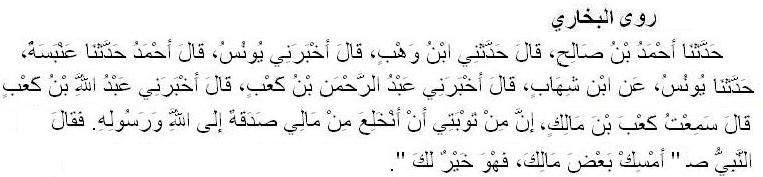 روى البخاري
حَدَّثَنَا أَحْمَدُ بْنُ صَالِحٍ، قَالَ حَدَّثَنِي ابْنُ وَهْبٍ، قَالَ أَخْبَرَنِي يُونُسُ، قَالَ أَحْمَدُ حَدَّثَنَا عَنْبَسَةُ،
حَدَّثَنَا يُونُسُ، عَنِ ابْنِ شِهَابٍ، قَالَ أَخْبَرَنِي عَبْدُ الرَّحْمَنِ بْنُ كَعْبٍ، قَالَ أَخْبَرَنِي عَبْدُ اللَّهِ بْنُ كَعْبٍ
قَالَ سَمِعْتُ كَعْبَ بْنَ مَالِكٍ، إِنَّ مِنْ تَوْبَتِي أَنْ أَنْخَلِعَ مِنْ مَالِي صَدَقَةً إِلَى اللَّهِ وَرَسُولِهِ. فَقَالَ
النَّبِيُّ صـ " أَمْسِكْ بَعْضَ مَالِكَ، فَهْوَ خَيْرٌ لَكَ ".